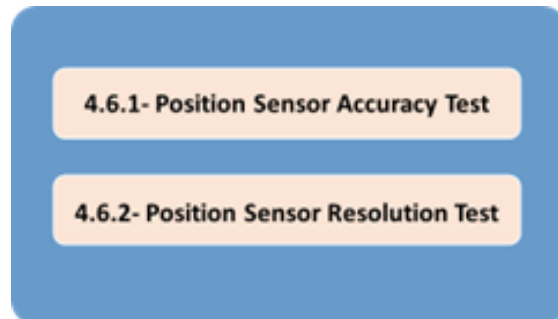 4.6.1- Position Sensor Accuracy Test
4.6.2- Position Sensor Resolution Test